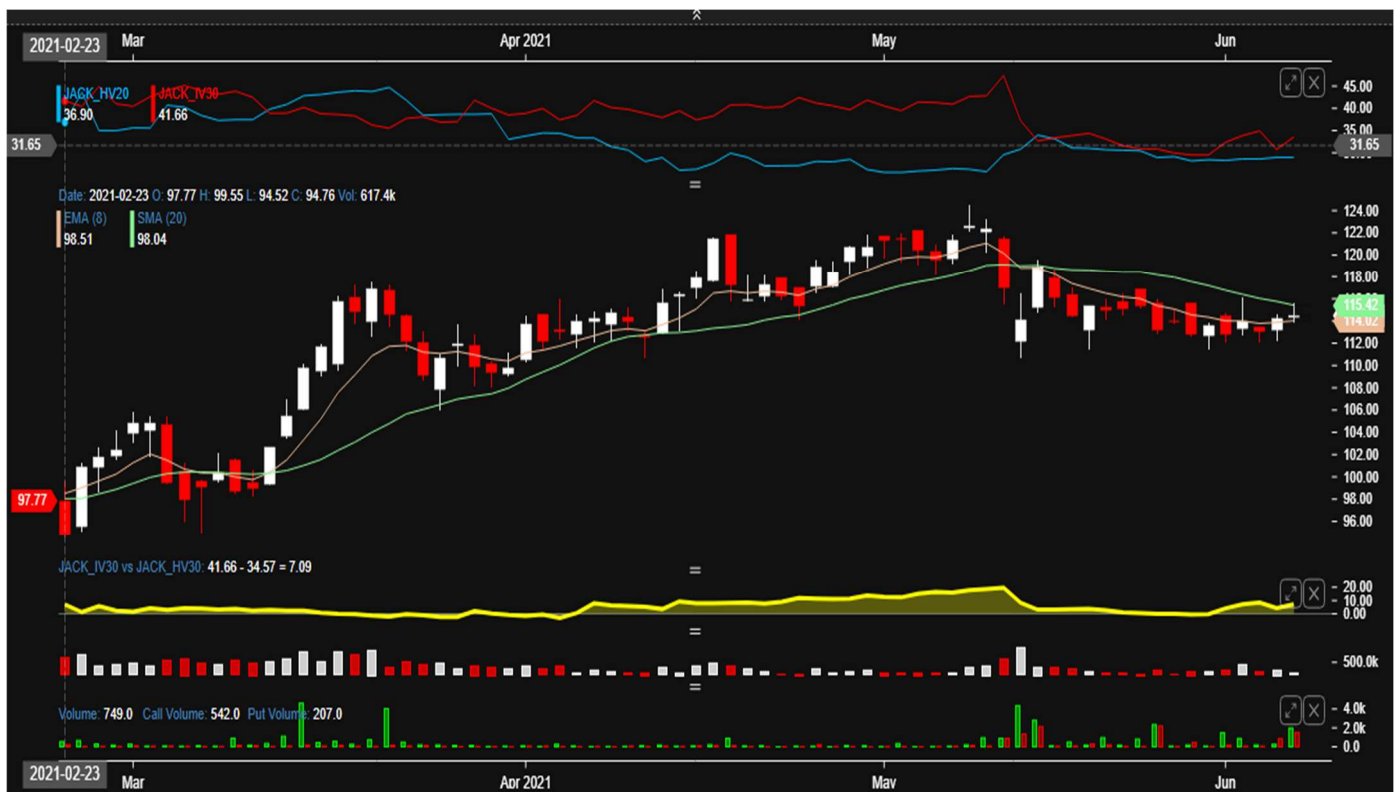 2021-02-23 Mar Apr 2021 May Jun
JACK_HV20 JACK_IV30
36.90 41.66
45.00
40.00
35.00
31.65 31.65
Date: 2021-02-23 O: 97.77 H: 99.55 L: 94.52 C: 94.76 Vol: 617.4k
EMA (8) SMA (20)
98.51 98.04
124.00
122.00
120.00
118.00
115.42
114.02
112.00
110.00
108.00
106.00
104.00
102.00
100.00
97.77 98.00
96.00
JACK_IV30 vs JACK_HV30: 41.66 - 34.57 = 7.09
20.00
10.00
0.00
500.0k
Volume: 749.0 Call Volume: 542.0 Put Volume: 207.0
4.0k
2.0k
0.0
2021-02-23 Mar Apr 2021 May Jun